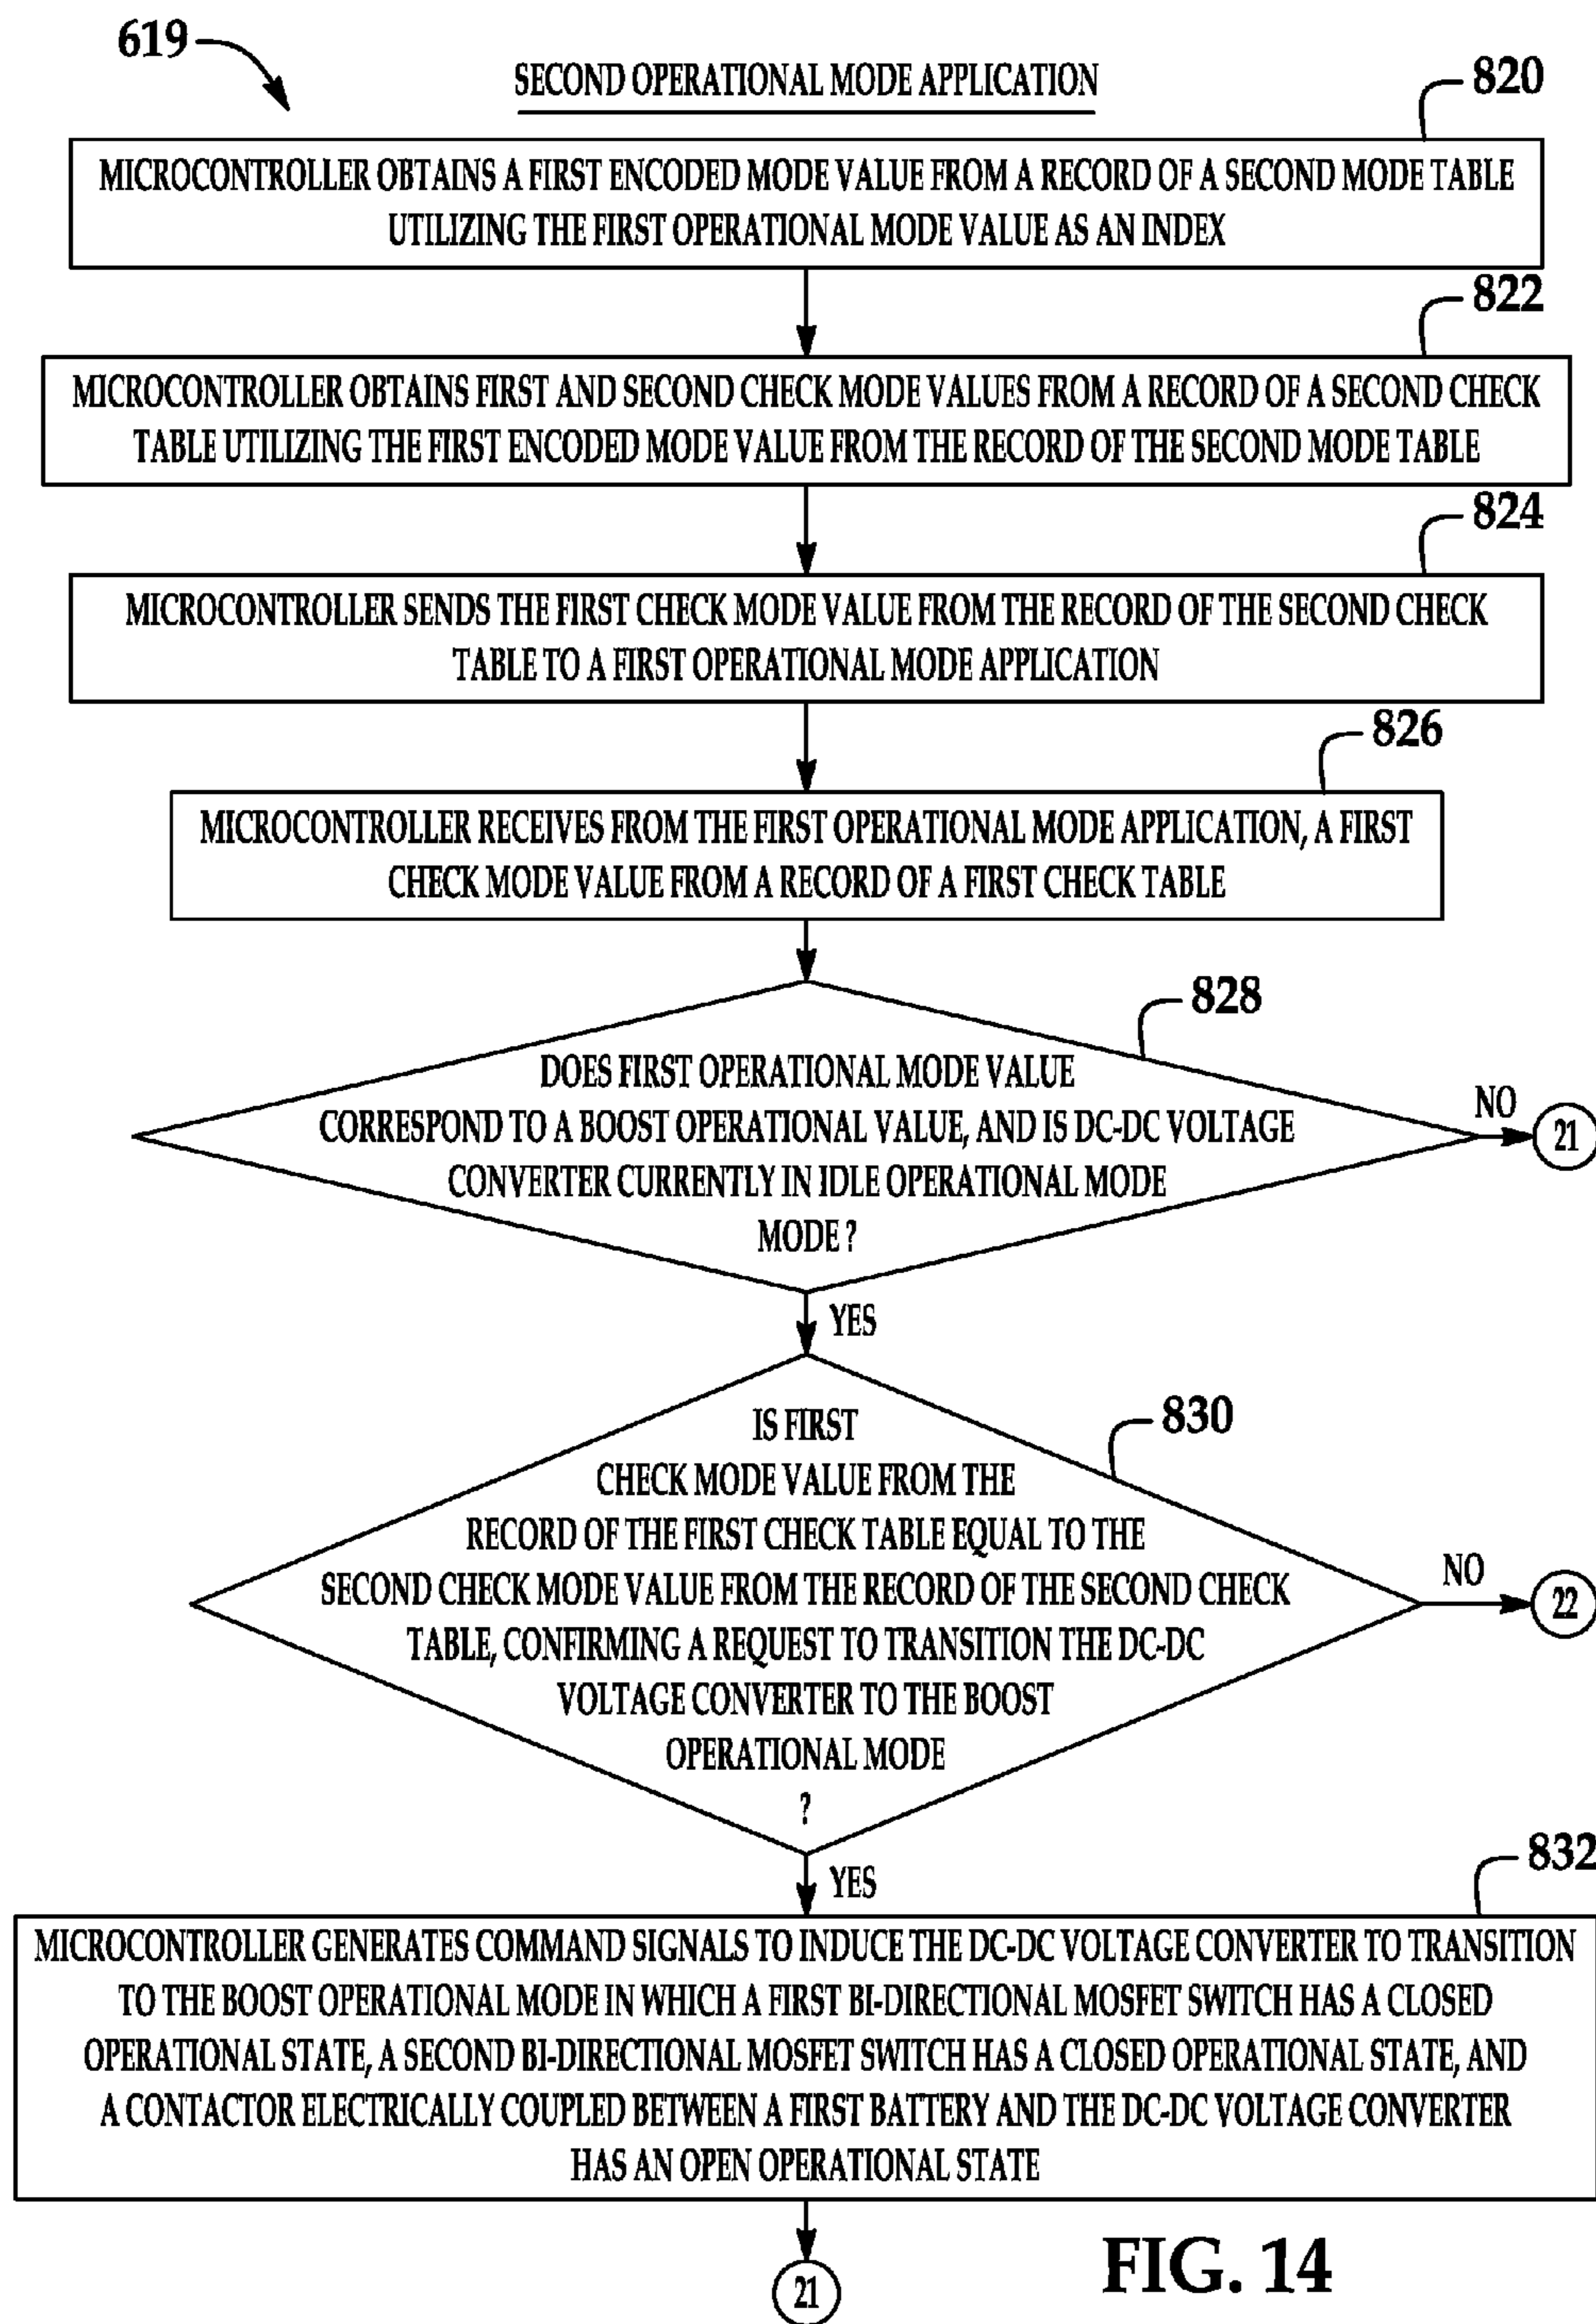 619
SECOND OPERATIONAL MODE APPLICATION
820
MICROCONTROLLER OBTAINS A FIRST ENCODED MODE VALUE FROM A RECORD OF A SECOND MODE TABLE
UTILIZING THE FIRST OPERATIONAL MODE VALUE AS AN INDEX
822
MICROCONTROLLER OBTAINS FIRST AND SECOND CHECK MODE VALUES FROM A RECORD OF A SECOND CHECK
TABLE UTILIZING THE FIRST ENCODED MODE VALUE FROM THE RECORD OF THE SECOND MODE TABLE
824
MICROCONTROLLER SENDS THE FIRST CHECK MODE VALUE FROM THE RECORD OF THE SECOND CHECK
TABLE TO A FIRST OPERATIONAL MODE APPLICATION
826
MICROCONTROLLER RECEIVES FROM THE FIRST OPERATIONAL MODE APPLICATION, A FIRST
CHECK MODE VALUE FROM A RECORD OF A FIRST CHECK TABLE
828
DOES FIRST OPERATIONAL MODE VALUE
CORRESPOND TO A BOOST OPERATIONAL VALUE, AND IS DC-DC VOLTAGE
CONVERTER CURRENTLY IN IDLE OPERATIONAL MODE
MODE ?
NO
21
YES
830
IS FIRST
CHECK MODE VALUE FROM THE
RECORD OF THE FIRST CHECK TABLE EQUAL TO THE
SECOND CHECK MODE VALUE FROM THE RECORD OF THE SECOND CHECK
TABLE, CONFIRMING A REQUEST TO TRANSITION THE DC-DC
VOLTAGE CONVERTER TO THE BOOST
OPERATIONAL MODE
?
NO
22
YES
832
MICROCONTROLLER GENERATES COMMAND SIGNALS TO INDUCE THE DC-DC VOLTAGE CONVERTER TO TRANSITION
TO THE BOOST OPERATIONAL MODE IN WHICH A FIRST BI-DIRECTIONAL MOSFET SWITCH HAS A CLOSED
OPERATIONAL STATE, A SECOND BI-DIRECTIONAL MOSFET SWITCH HAS A CLOSED OPERATIONAL STATE, AND
A CONTACTOR ELECTRICALLY COUPLED BETWEEN A FIRST BATTERY AND THE DC-DC VOLTAGE CONVERTER
HAS AN OPEN OPERATIONAL STATE
21
FIG. 14